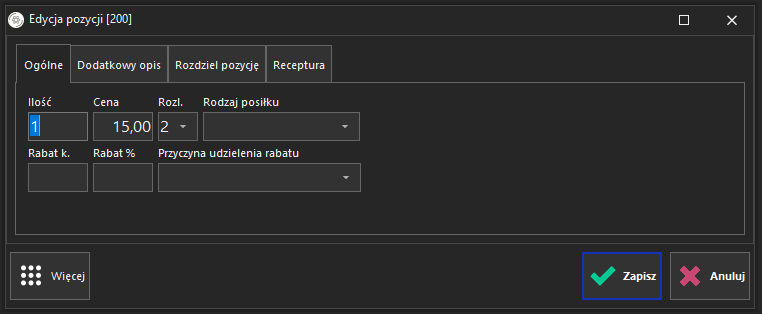 Edycja pozycji [200]
Ogólne Dodatkowy opis Rozdziel pozycję Receptura
Ilość Cena Rozl. Rodzaj posiłku
1 15,00 2
Rabat k. Rabat % Przyczyna udzielenia rabatu
Więcej Zapisz Anuluj